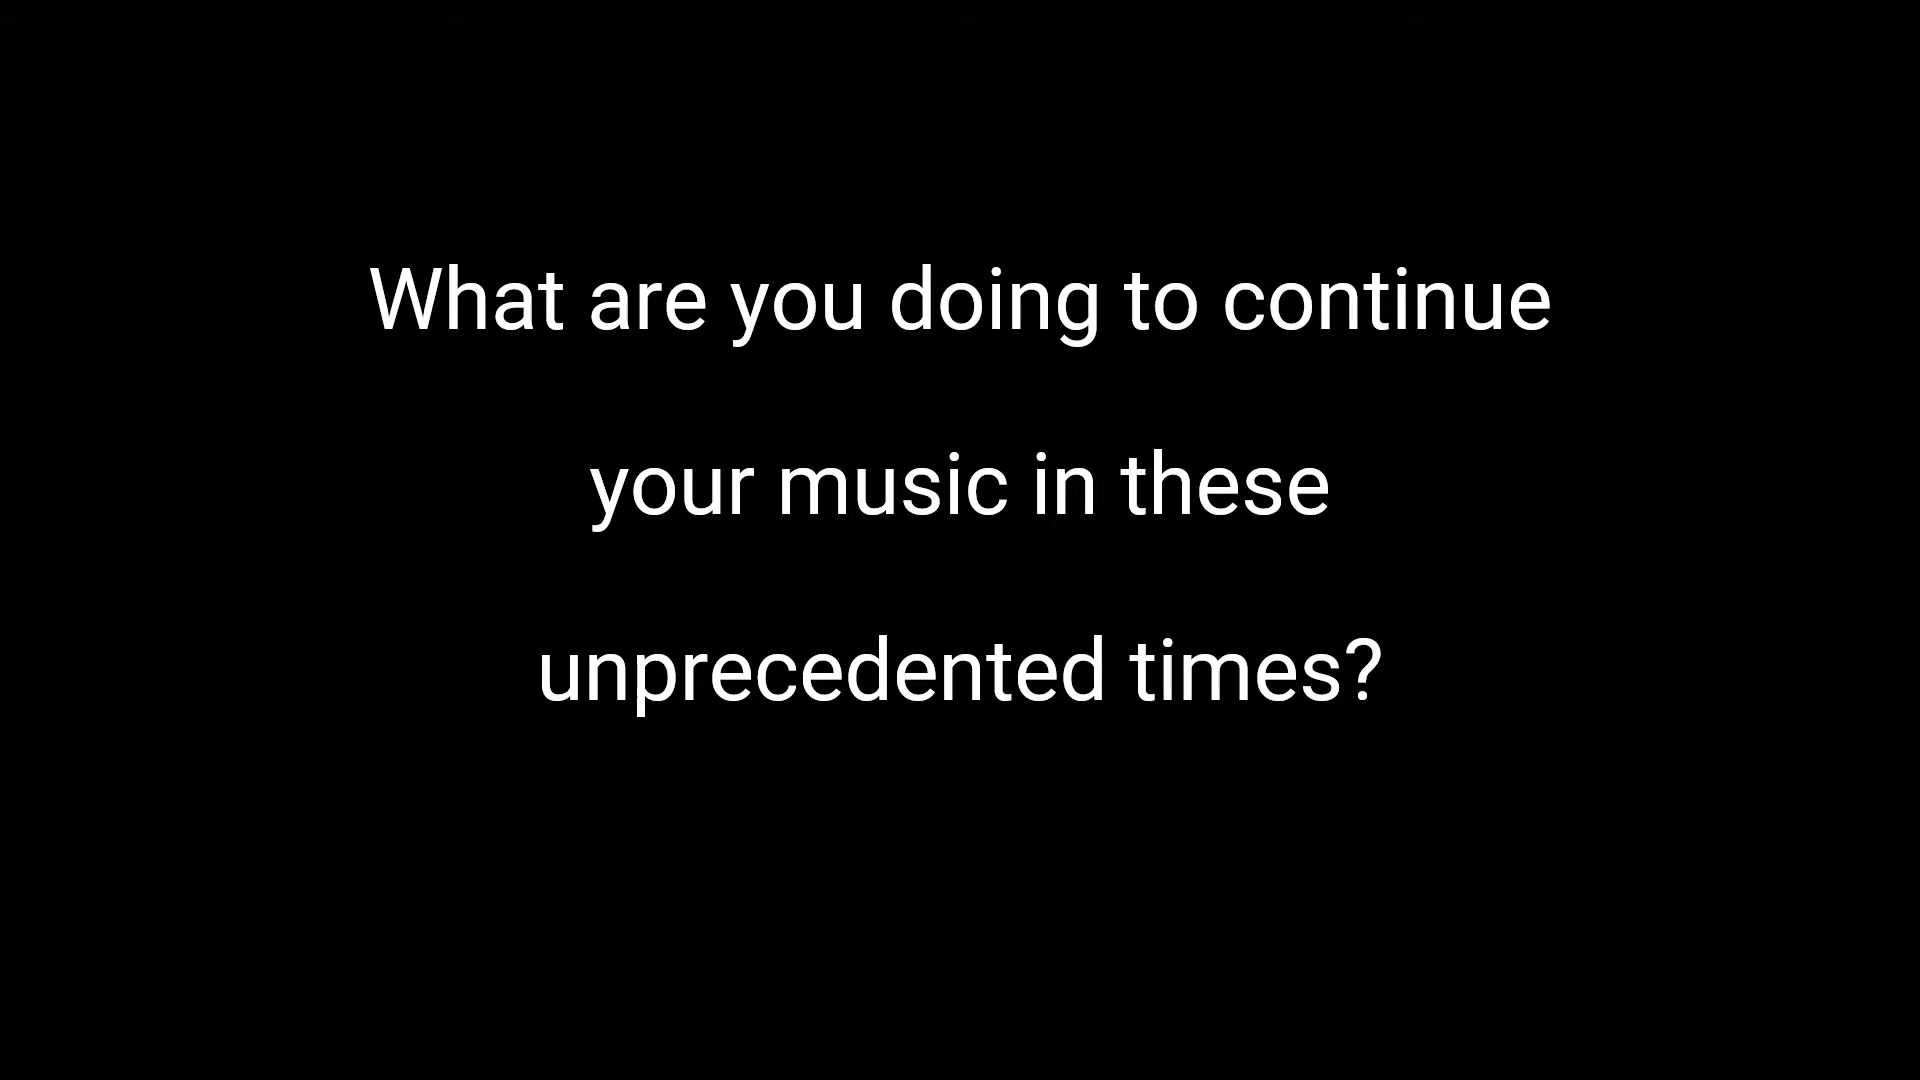 What are you doing to continue
your music in these
unprecedented times?